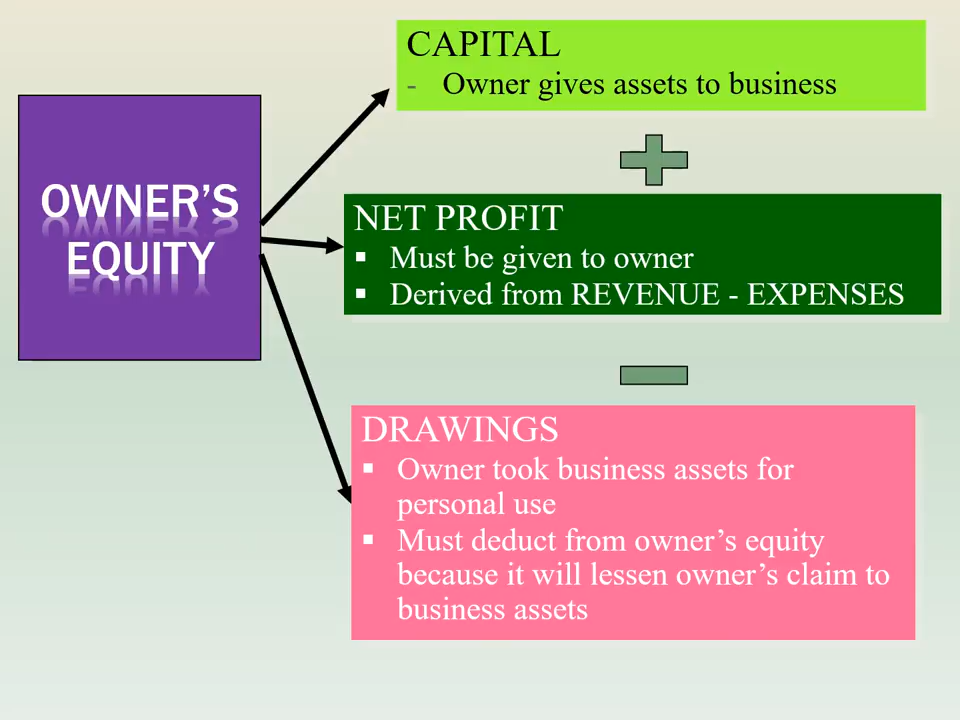 CAPITAL
- Owner gives assets to business
OWNER'S
EQUITY
NET PROFIT
▪ Must be given to owner
▪ Derived from REVENUE - EXPENSES
DRAWINGS
▪ Owner took business assets for
personal use
▪ Must deduct from owner’s equity
because it will lessen owner’s claim to
business assets